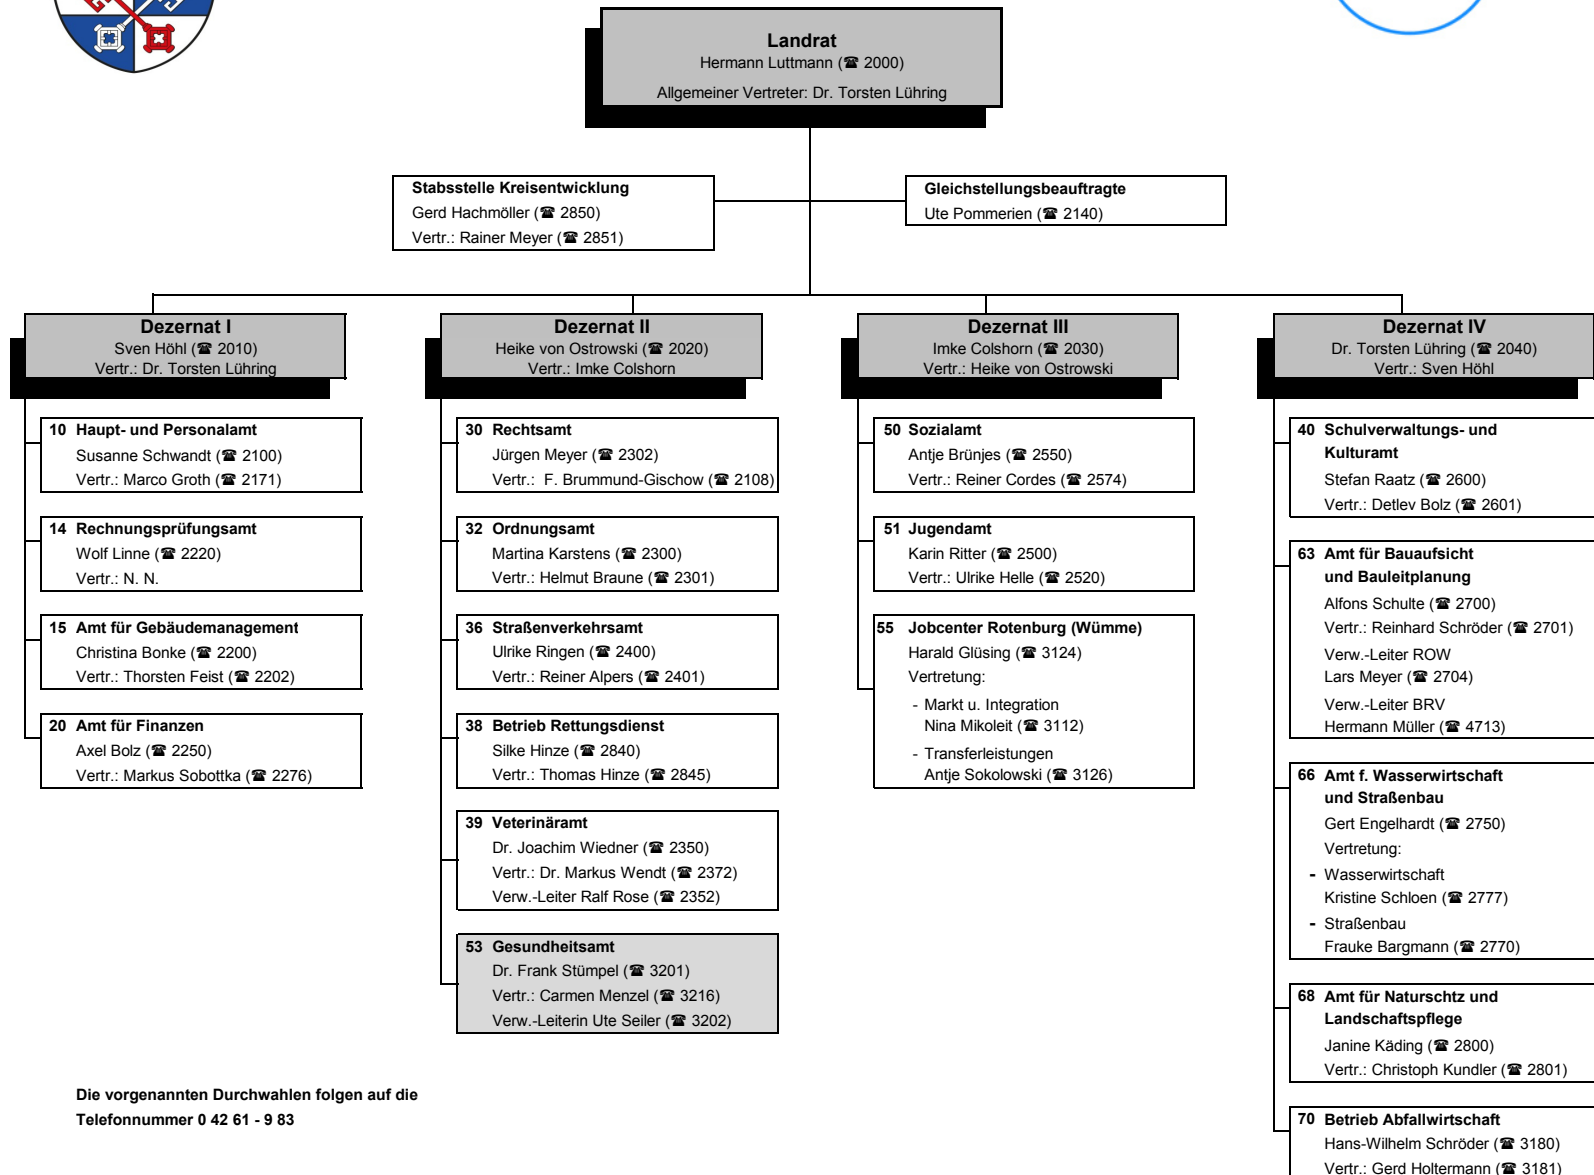 Landrat
Hermann Luttmann (☎ 2000)
Allgemeiner Vertreter: Dr. Torsten Lühring
Stabsstelle Kreisentwicklung
Gerd Hachmöller (☎ 2850)
Vertr.: Rainer Meyer (☎ 2851)
Gleichstellungsbeauftragte
Ute Pommerien (☎ 2140)
Dezernat I
Sven Höhl (☎ 2010)
Vertr.: Dr. Torsten Lühring
10 Haupt- und Personalamt
Susanne Schwandt (☎ 2100)
Vertr.: Marco Groth (☎ 2171)
14 Rechnungsprüfungsamt
Wolf Linne (☎ 2220)
Vertr.: N. N.
15 Amt für Gebäudemanagement
Christina Bonke (☎ 2200)
Vertr.: Thorsten Feist (☎ 2202)
20 Amt für Finanzen
Axel Bolz (☎ 2250)
Vertr.: Markus Sobottka (☎ 2276)
Dezernat II
Heike von Ostrowski (☎ 2020)
Vertr.: Imke Colshorn
30 Rechtsamt
Jürgen Meyer (☎ 2302)
Vertr.: F. Brummund-Gischow (☎ 2108)
32 Ordnungsamt
Martina Karstens (☎ 2300)
Vertr.: Helmut Braune (☎ 2301)
36 Straßenverkehrsamt
Ulrike Ringen (☎ 2400)
Vertr.: Reiner Alpers (☎ 2401)
38 Betrieb Rettungsdienst
Silke Hinze (☎ 2840)
Vertr.: Thomas Hinze (☎ 2845)
39 Veterinäramt
Dr. Joachim Wiedner (☎ 2350)
Vertr.: Dr. Markus Wendt (☎ 2372)
Verw.-Leiter Ralf Rose (☎ 2352)
53 Gesundheitsamt
Dr. Frank Stümpel (☎ 3201)
Vertr.: Carmen Menzel (☎ 3216)
Verw.-Leiterin Ute Seiler (☎ 3202)
Dezernat III
Imke Colshorn (☎ 2030)
Vertr.: Heike von Ostrowski
50 Sozialamt
Antje Brünjes (☎ 2550)
Vertr.: Reiner Cordes (☎ 2574)
51 Jugendamt
Karin Ritter (☎ 2500)
Vertr.: Ulrike Helle (☎ 2520)
55 Jobcenter Rotenburg (Wümme)
Harald Glüsing (☎ 3124)
Vertretung:
- Markt u. Integration
Nina Mikoleit (☎ 3112)
- Transferleistungen
Antje Sokolowski (☎ 3126)
Dezernat IV
Dr. Torsten Lühring (☎ 2040)
Vertr.: Sven Höhl
40 Schulverwaltungs- und
Kulturamt
Stefan Raatz (☎ 2600)
Vertr.: Detlev Bolz (☎ 2601)
63 Amt für Bauaufsicht
und Bauleitplanung
Alfons Schulte (☎ 2700)
Vertr.: Reinhard Schröder (☎ 2701)
Verw.-Leiter ROW
Lars Meyer (☎ 2704)
Verw.-Leiter BRV
Hermann Müller (☎ 4713)
66 Amt f. Wasserwirtschaft
und Straßenbau
Gert Engelhardt (☎ 2750)
Vertretung:
- Wasserwirtschaft
Kristine Schloen (☎ 2777)
- Straßenbau
Frauke Bargmann (☎ 2770)
68 Amt für Naturschtz und
Landschaftspflege
Janine Käding (☎ 2800)
Vertr.: Christoph Kundler (☎ 2801)
70 Betrieb Abfallwirtschaft
Hans-Wilhelm Schröder (☎ 3180)
Vertr.: Gerd Holtermann (☎ 3181)
Die vorgenannten Durchwahlen folgen auf die
Telefonnummer 0 42 61 - 9 83